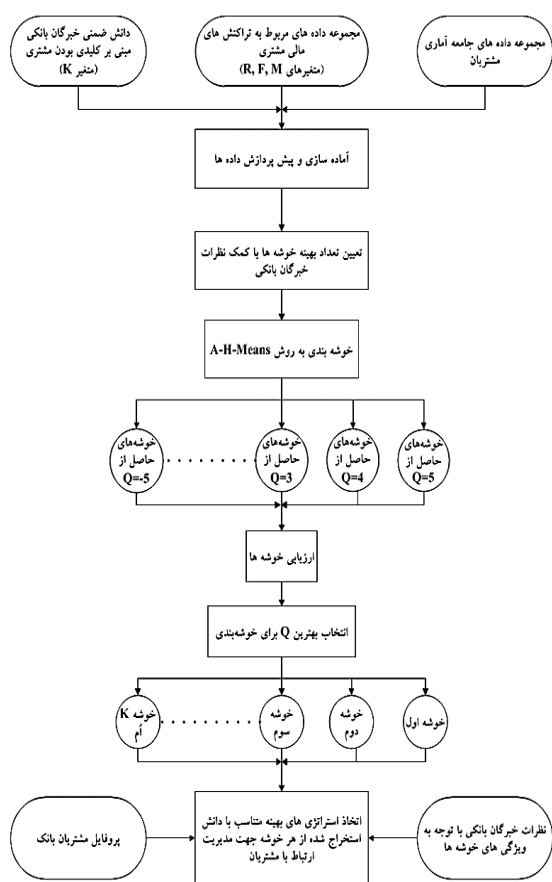 مجموعه داده های جامعه آماری
مشتریان
مجموعه داده های مربوط به تراکنش های
مالی مشتری
(متغیرهای R, F, M)
دانش ضمنی خبرگان بانکی
مبنی بر کلیدی بودن مشتری
(متغیر K)
آماده سازی و پیش پردازش داده ها
تعیین تعداد بهینه خوشه ها با کمک نظرات
خبرگان بانکی
خوشه بندی به روش A-H-Means
خوشه‌های
حاصل از
Q=5
خوشه‌های
حاصل از
Q=4
خوشه‌های
حاصل از
Q=3
. . . . . . . . .
خوشه‌های
حاصل از
Q=-5
ارزیابی خوشه ها
انتخاب بهترین Q برای خوشه‌بندی
خوشه اول
خوشه
دوم
خوشه
سوم
. . . . . . . . .
خوشه K
اُم
نظرات خبرگان بانکی با توجه به
ویژگی های خوشه ها
اتخاذ استراتژی های بهینه متناسب با دانش
استخراج شده از هر خوشه جهت مدیریت
ارتباط با مشتریان
پروفایل مشتریان بانک